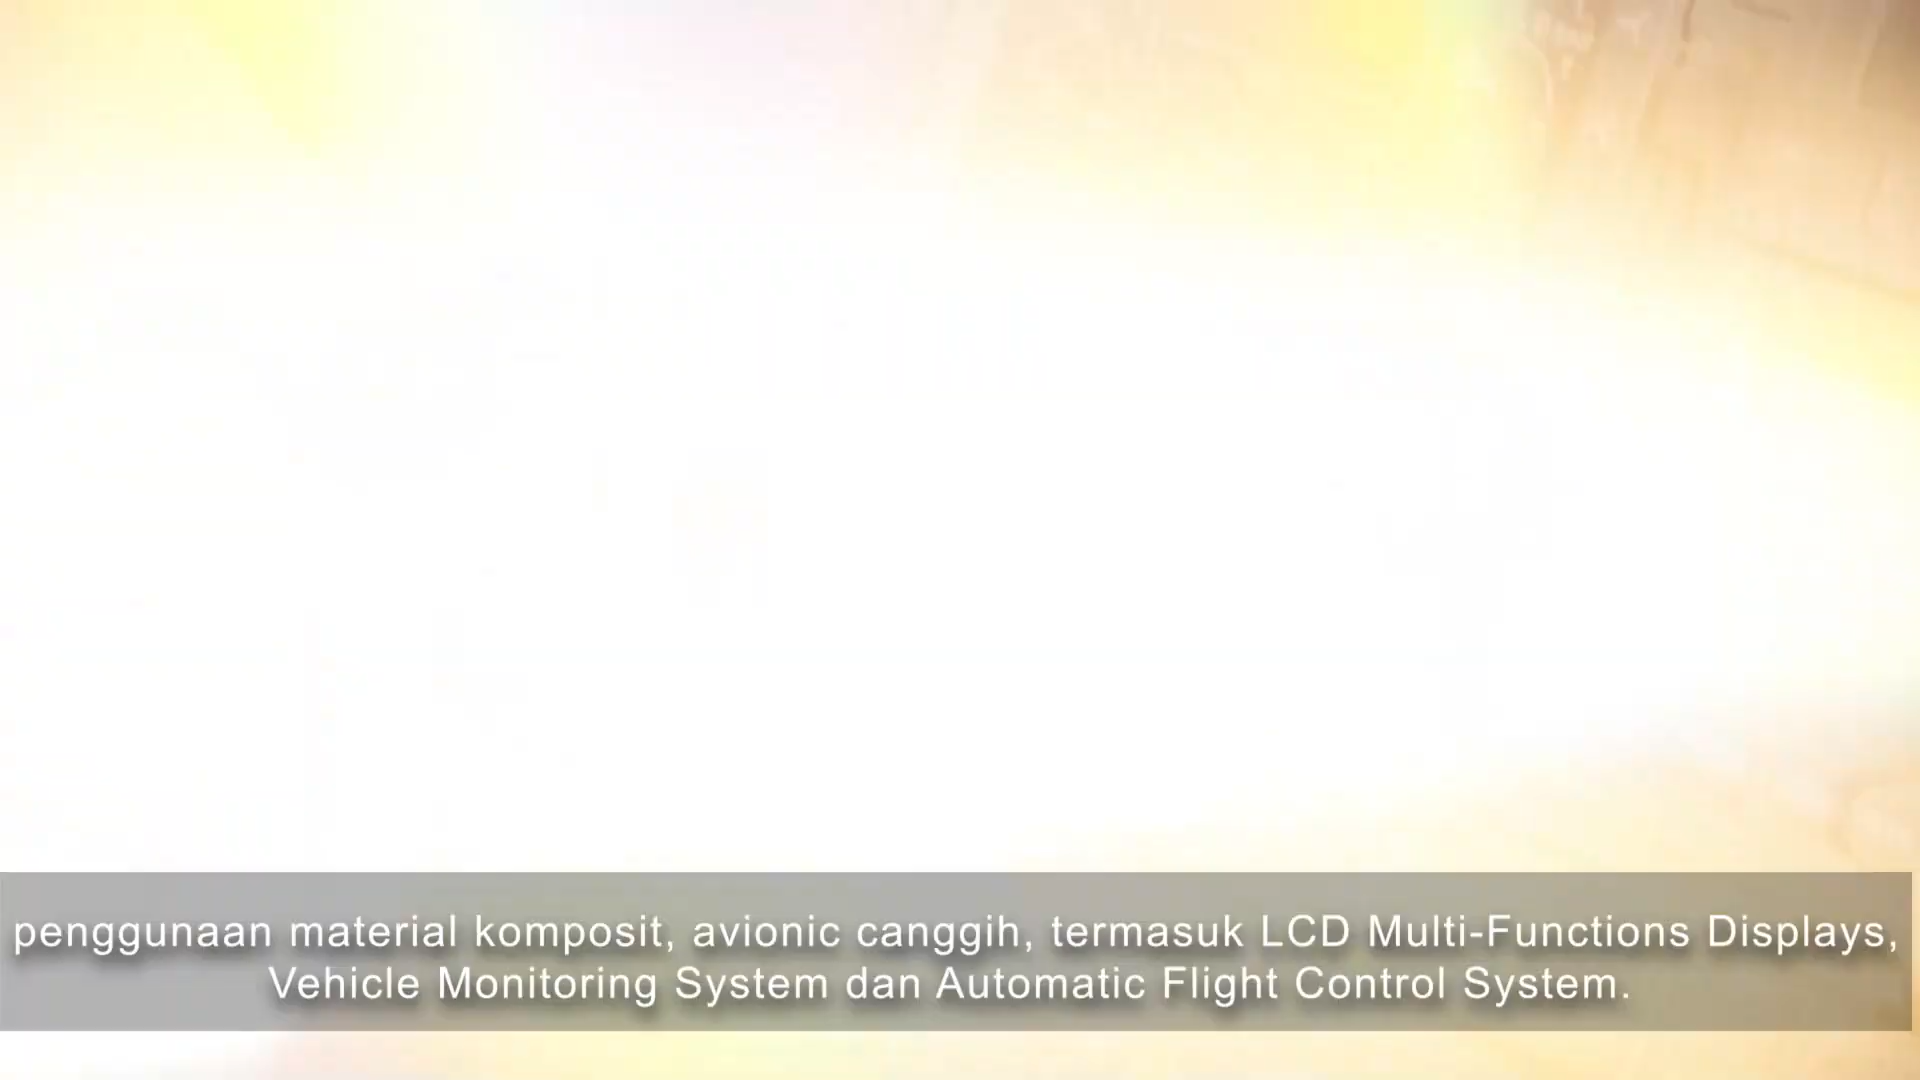 penggunaan material komposit, avionic canggih, termasuk LCD Multi-Functions Displays,
Vehicle Monitoring System dan Automatic Flight Control System.